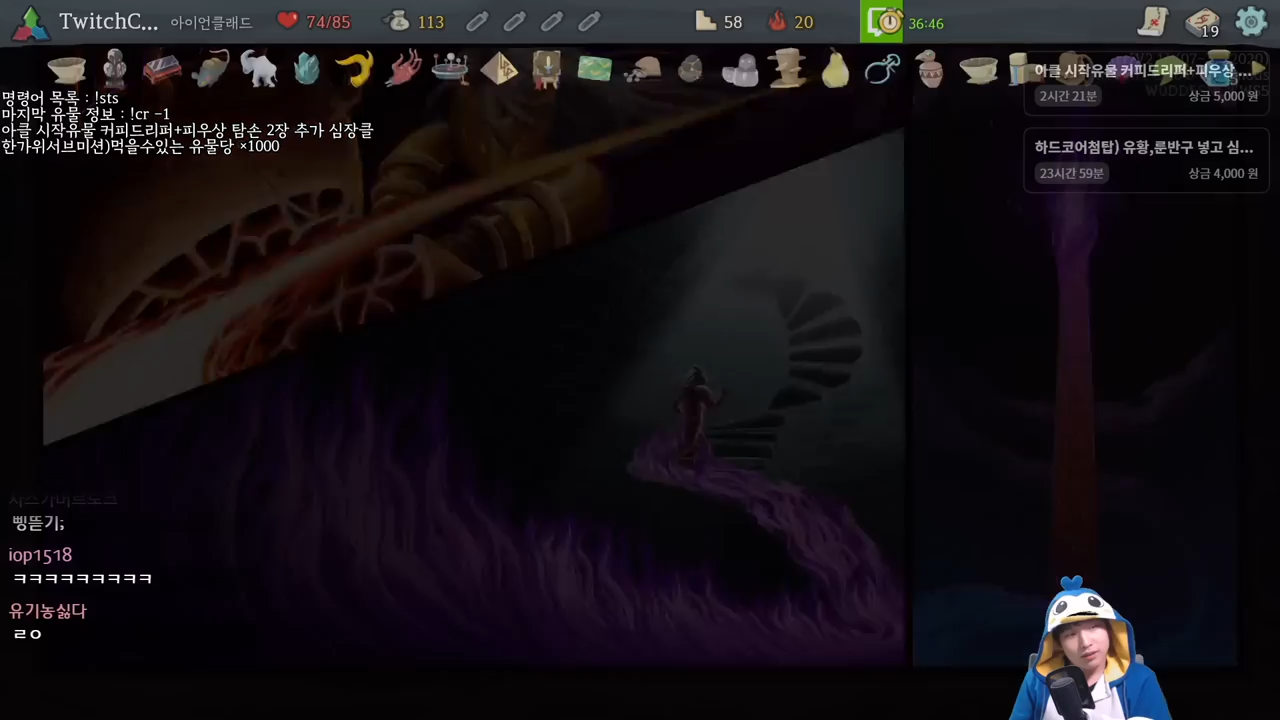 TwitchC... 아이언클래드 74/85 113 58 20 36:46 19
명령어 목록 : !sts
마지막 유물 정보 : !cr -1
아클 시작유물 커피드리퍼+피우상 탐손 2장 추가 심장클
한가위서브미션)먹을수있는 유물당 ×1000
아클 시작유물 커피드리퍼+피우상 ...
2시간 21분 상금 5,000 원
하드코어첨탑) 유황,룬반구 넣고 심...
23시간 59분 상금 4,000 원
삥뜯기;
iop1518
ㅋㅋㅋㅋㅋㅋㅋㅋㅋ
유기농싫다
ㄹㅇ